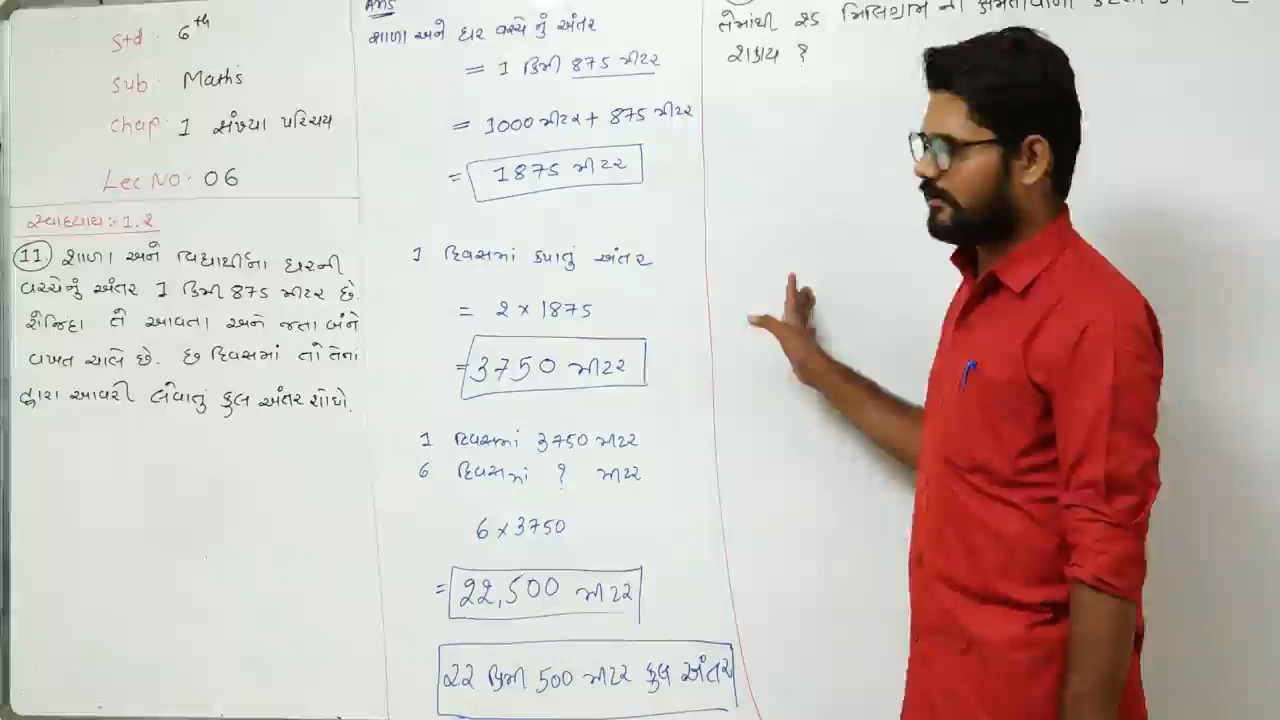 Std : 6th
Sub : Maths
Chap : 1 સંખ્યા પરિચય
Lec No : 06
સ્વાધ્યાય :- 1.2
11 શાળા અને વિદ્યાર્થીના ઘરની
વચ્ચેનું અંતર 1 કિમી 875 મીટર છે.
રોજિંદા તે આવતા અને જતા બંને
વખત ચાલે છે. છ દિવસમાં તો તેના
દ્વારા આવરી લેવાતું કુલ અંતર શોધો.
Ans
શાળા અને ઘર વચ્ચે નું અંતર
= 1 કિમી 875 મીટર
= 1000 મીટર + 875 મીટર
= 1875 મીટર
1 દિવસમાં કપાતું અંતર
= 2 × 1875
= 3750 મીટર
1 દિવસમાં 3750 મીટર
6 દિવસમાં ? મીટર
6 × 3750
= 22,500 મીટર
22 કિમી 500 મીટર કુલ અંતર
તેમાંથી 25 મિલિગ્રામ ની ક્ષમતાવાળી
શકાય ?